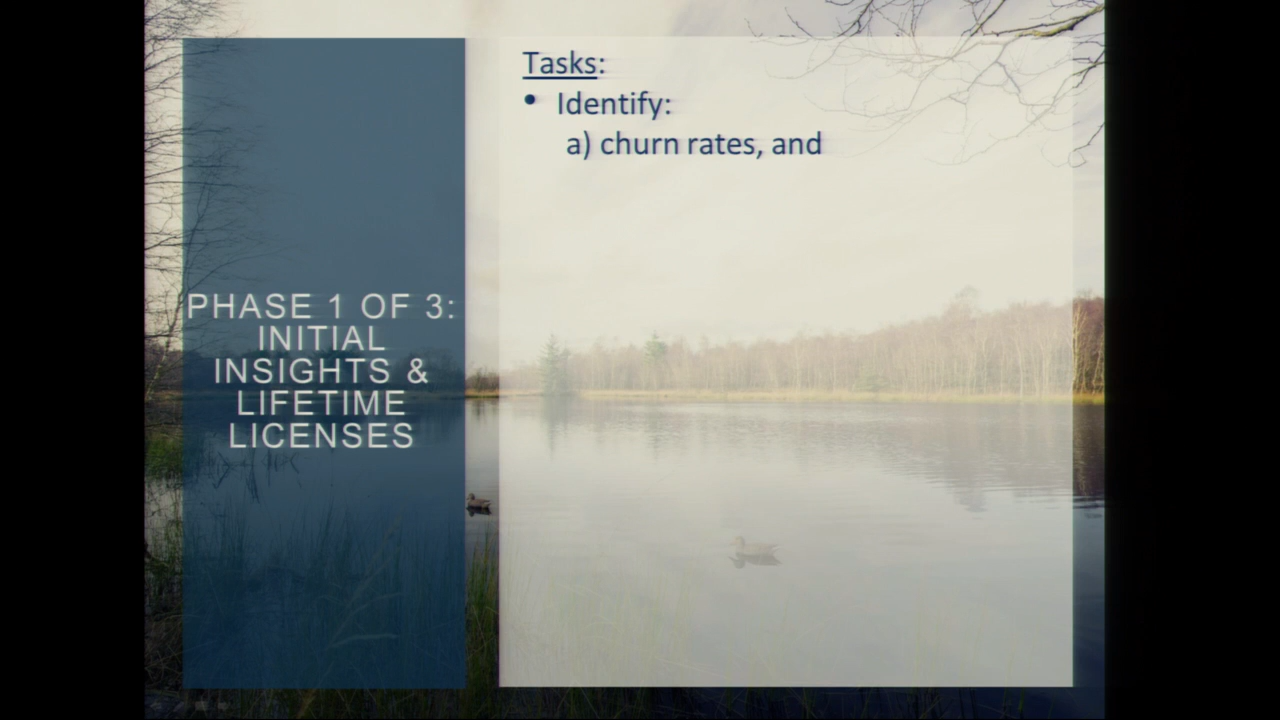 PHASE 1 OF 3:
INITIAL
INSIGHTS &
LIFETIME
LICENSES
Tasks:
• Identify:
a) churn rates, and